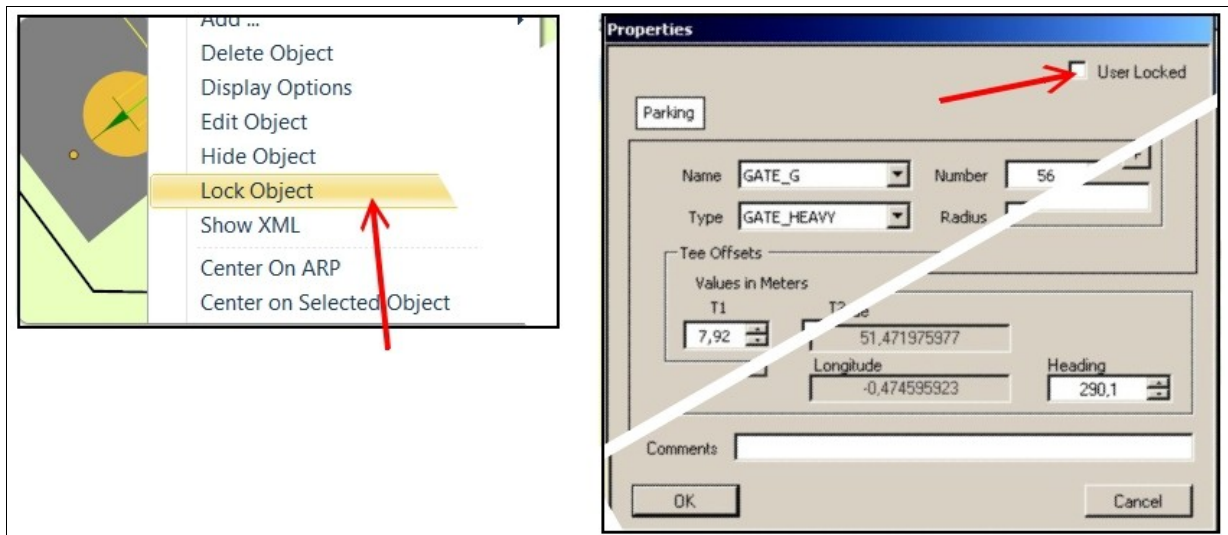 Add ...
Delete Object
Display Options
Edit Object
Hide Object
Lock Object
Show XML
Center On ARP
Center on Selected Object
Properties
User Locked
Parking
Name GATE_G Number 56
Type GATE_HEAVY Radius
Tee Offsets
Values in Meters
T1 T2
7,92 51,471975977
Longitude Heading
-0,474595923 290,1
Comments
OK Cancel